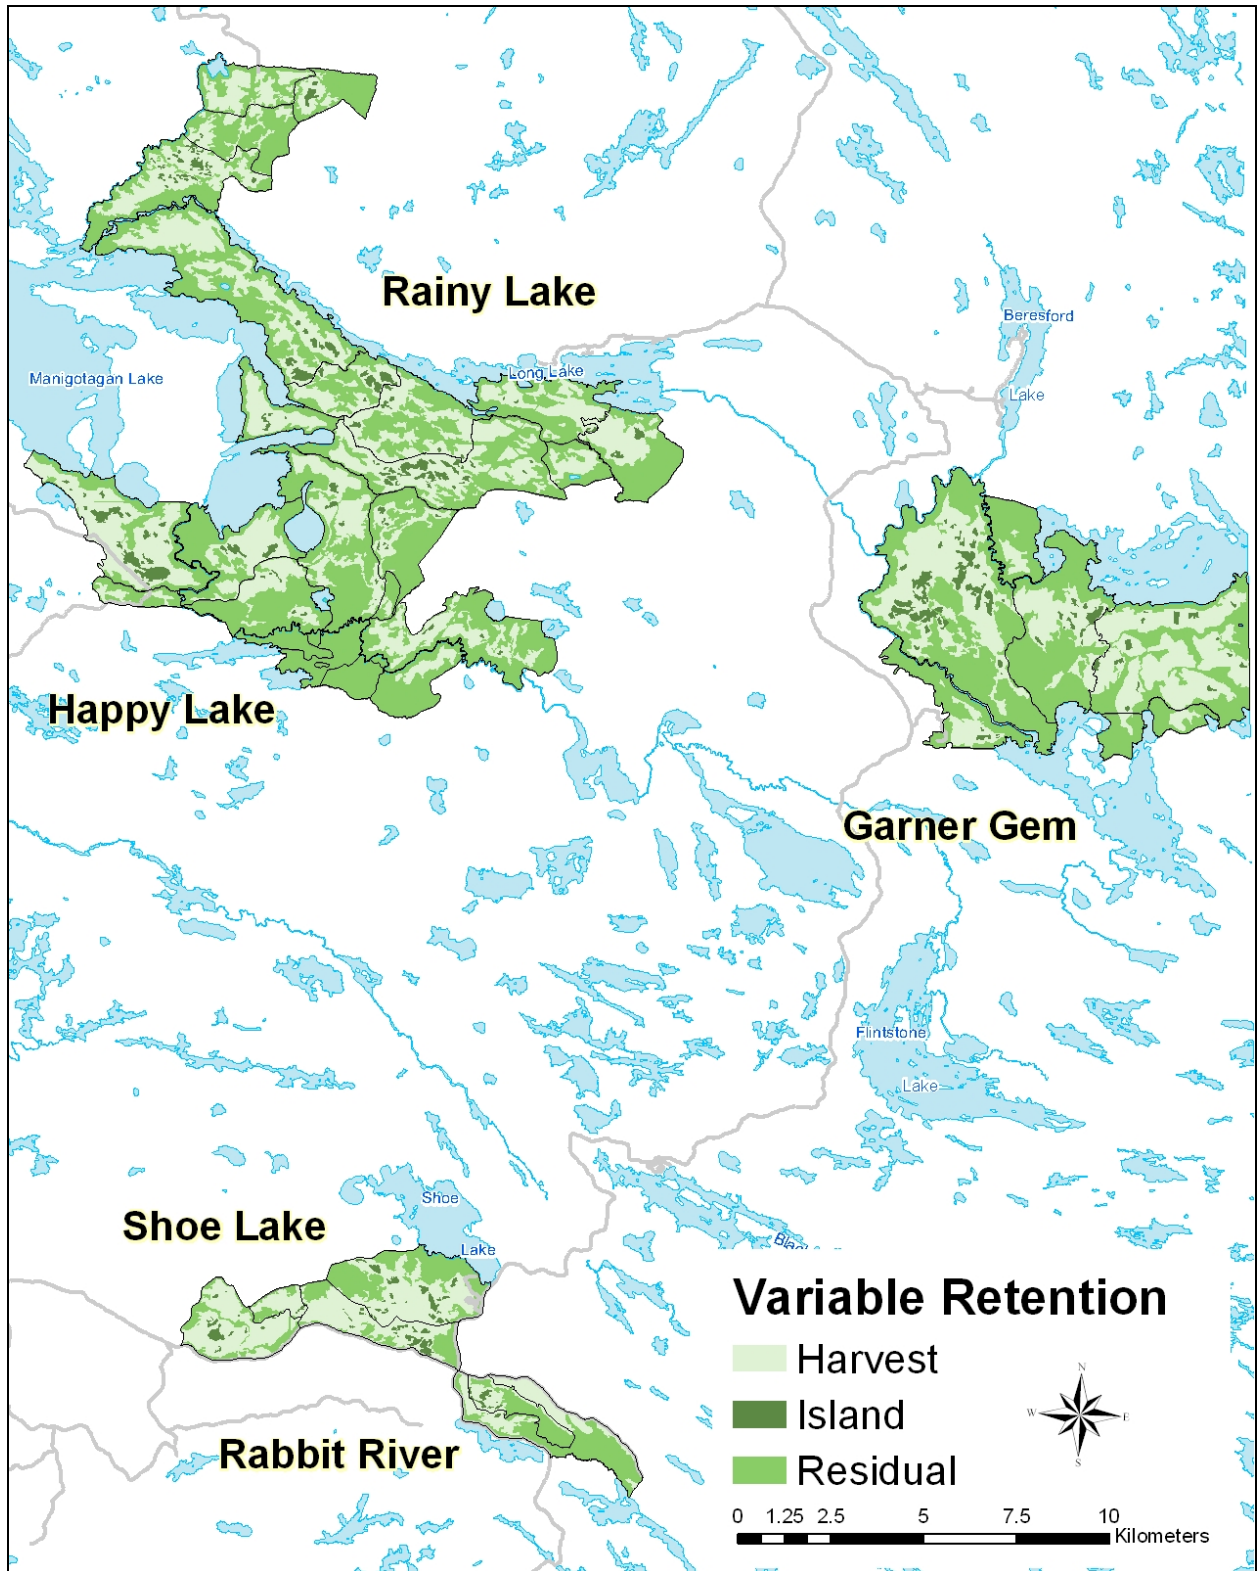 Rainy Lake
Beresford
Long Lake
Manigotagan Lake
Lake
Happy Lake
Garner Gem
Flintstone
Lake
Shoe
Shoe Lake
Lake
Variable Retention
Harvest
Island
Residual
N
W E
S
Rabbit River
0 1.25 2.5 5 7.5 10
Kilometers